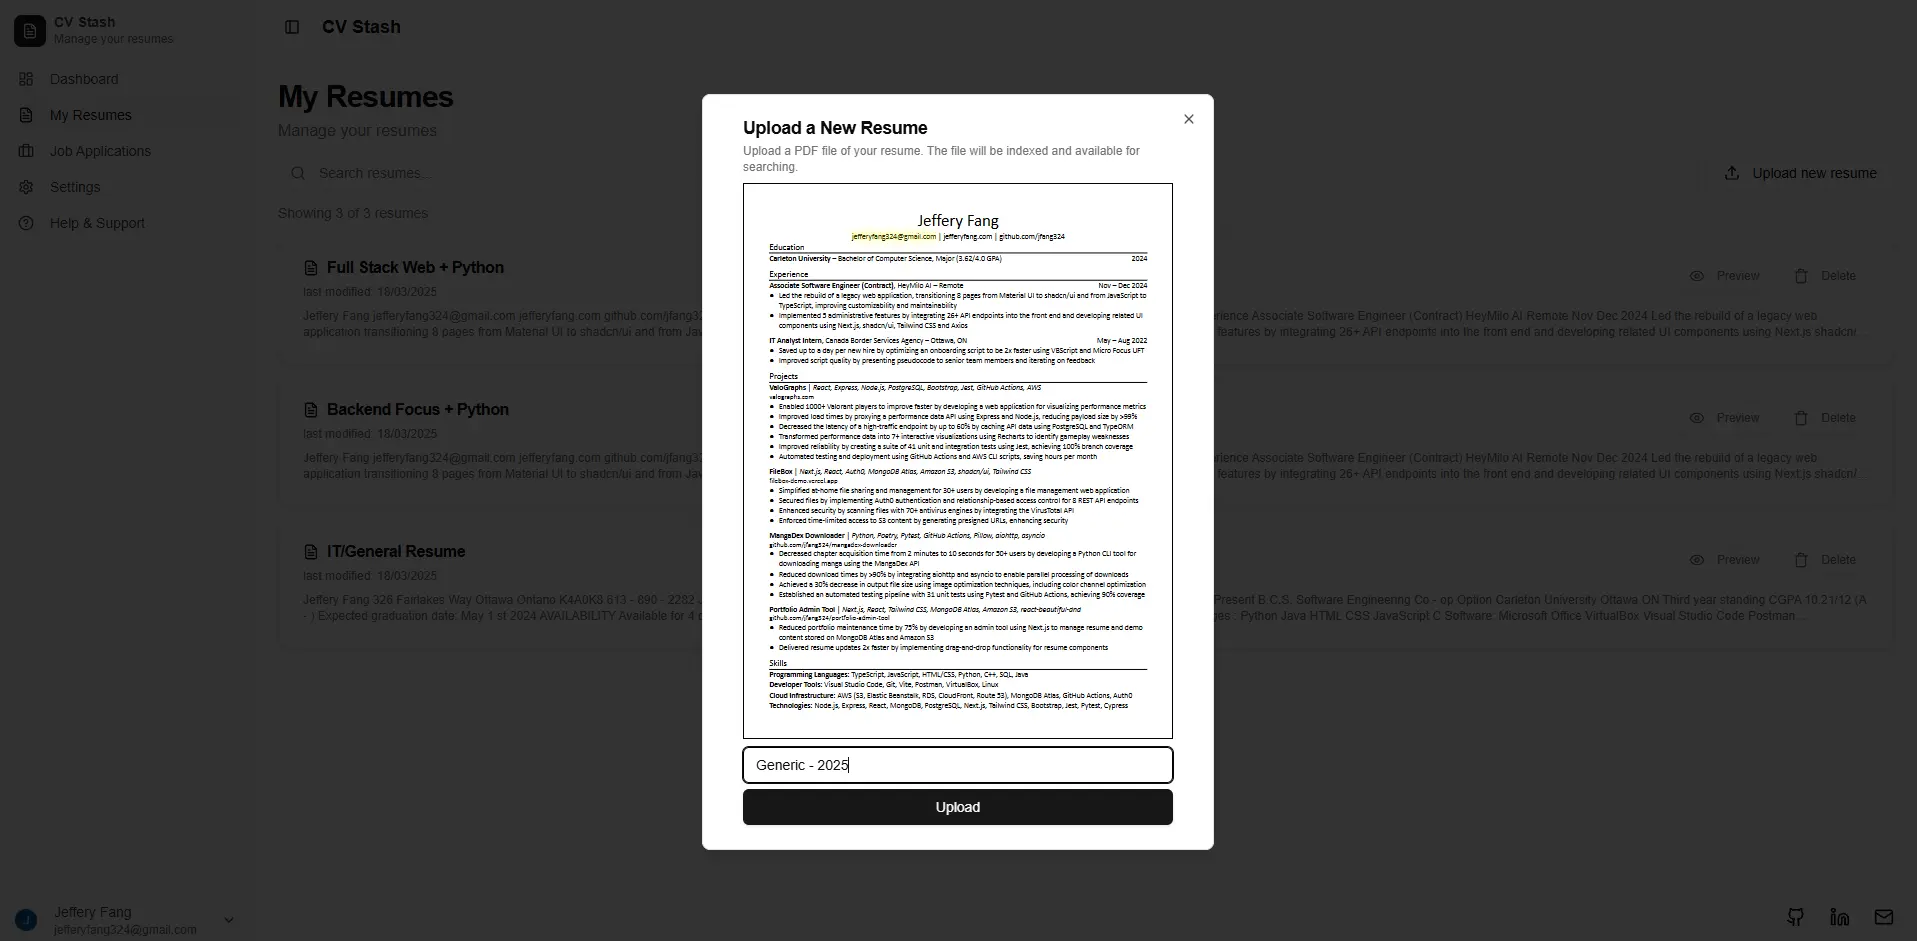 CV Stash
Manage your resumes
Dashboard
My Resumes
Job Applications
Settings
Help & Support
CV Stash
My Resumes
Manage your resumes
Search resumes...
Upload new resume
Showing 3 of 3 resumes
Full Stack Web + Python
last modified: 18/03/2025
Preview
Delete
Jeffery Fang jefferyfang324@gmail.com jefferyfang.com github.com/jfang3
rience Associate Software Engineer (Contract) HeyMilo AI Remote Nov Dec 2024 Led the rebuild of a legacy web
application transitioning 8 pages from Material UI to shadcn/ui and from Jav
features by integrating 26+ API endpoints into the front end and developing related UI components using Next.js shadcn/...
Backend Focus + Python
last modified: 18/03/2025
Preview
Delete
Jeffery Fang jefferyfang324@gmail.com jefferyfang.com github.com/jfang3
rience Associate Software Engineer (Contract) HeyMilo AI Remote Nov Dec 2024 Led the rebuild of a legacy web
application transitioning 8 pages from Material UI to shadcn/ui and from Jav
features by integrating 26+ API endpoints into the front end and developing related UI components using Next.js shadcn/...
IT/General Resume
last modified: 18/03/2025
Preview
Delete
Jeffery Fang 326 Fairlakes Way Ottawa Ontario K4A0K8 613 - 890 - 2282
Present B.C.S. Software Engineering Co - op Option Carleton University Ottawa ON Third year standing CGPA 10.21/12 (A
- ) Expected graduation date: May 1 st 2024 AVAILABILITY Available for 4
ges : Python Java HTML CSS JavaScript C Software: Microsoft Office VirtualBox Visual Studio Code Postman...
Upload a New Resume
Upload a PDF file of your resume. The file will be indexed and available for
searching.
Jeffery Fang
jefferyfang324@gmail.com | jefferyfang.com | github.com/jfang324
Education
Carleton University – Bachelor of Computer Science, Major (3.62/4.0 GPA) 2024
Experience
Associate Software Engineer (Contract), HeyMilo AI – Remote Nov – Dec 2024
• Led the rebuild of a legacy web application, transitioning 8 pages from Material UI to shadcn/ui and from JavaScript to
TypeScript, improving customizability and maintainability
• Implemented 5 administrative features by integrating 26+ API endpoints into the front end and developing related UI
components using Next.js, shadcn/ui, Tailwind CSS and Axios
IT Analyst Intern, Canada Border Services Agency – Ottawa, ON May – Aug 2022
• Saved up to a day per new hire by optimizing an onboarding script to be 2x faster using VBScript and Micro Focus UFT
• Improved script quality by presenting pseudocode to senior team members and iterating on feedback
Projects
ValoGraphs | React, Express, Node.js, PostgreSQL, Bootstrap, Jest, GitHub Actions, AWS
valographs.com
• Enabled 1000+ Valorant players to improve faster by developing a web application for visualizing performance metrics
• Improved load times by proxying a performance data API using Express and Node.js, reducing payload size by >99%
• Decreased the latency of a high-traffic endpoint by up to 60% by caching API data using PostgreSQL and TypeORM
• Transformed performance data into 7+ interactive visualizations using Recharts to identify gameplay weaknesses
• Improved reliability by creating a suite of 41 unit and integration tests using Jest, achieving 100% branch coverage
• Automated testing and deployment using GitHub Actions and AWS CLI scripts, saving hours per month
FileBox | Next.js, React, Auth0, MongoDB Atlas, Amazon S3, shadcn/ui, Tailwind CSS
filebox-demo.vercel.app
• Simplified at-home file sharing and management for 30+ users by developing a file management web application
• Secured files by implementing Auth0 authentication and relationship-based access control for 8 REST API endpoints
• Enhanced security by scanning files with 70+ antivirus engines by integrating the VirusTotal API
• Enforced time-limited access to S3 content by generating presigned URLs, enhancing security
MangaDex Downloader | Python, Poetry, Pytest, GitHub Actions, Pillow, aiohttp, asyncio
github.com/jfang324/mangadex-downloader
• Decreased chapter acquisition time from 2 minutes to 10 seconds for 50+ users by developing a Python CLI tool for
downloading manga using the MangaDex API
• Reduced download times by >90% by integrating aiohttp and asyncio to enable parallel processing of downloads
• Achieved a 30% decrease in output file size using image optimization techniques, including color channel optimization
• Established an automated testing pipeline with 31 unit tests using Pytest and GitHub Actions, achieving 90% coverage
Portfolio Admin Tool | Next.js, React, Tailwind CSS, MongoDB Atlas, Amazon S3, react-beautiful-dnd
github.com/jfang324/portfolio-admin-tool
• Reduced portfolio maintenance time by 75% by developing an admin tool using Next.js to manage resume and demo
content stored on MongoDB Atlas and Amazon S3
• Delivered resume updates 2x faster by implementing drag-and-drop functionality for resume components
Skills
Programming Languages: TypeScript, JavaScript, HTML/CSS, Python, C++, SQL, Java
Developer Tools: Visual Studio Code, Git, Vite, Postman, VirtualBox, Linux
Cloud Infrastructure: AWS (S3, Elastic Beanstalk, RDS, CloudFront, Route 53), MongoDB Atlas, GitHub Actions, Auth0
Technologies: Node.js, Express, React, MongoDB, PostgreSQL, Next.js, Tailwind CSS, Bootstrap, Jest, Pytest, Cypress
Generic - 2025
Upload
J
Jeffery Fang
jefferyfang324@gmail.com